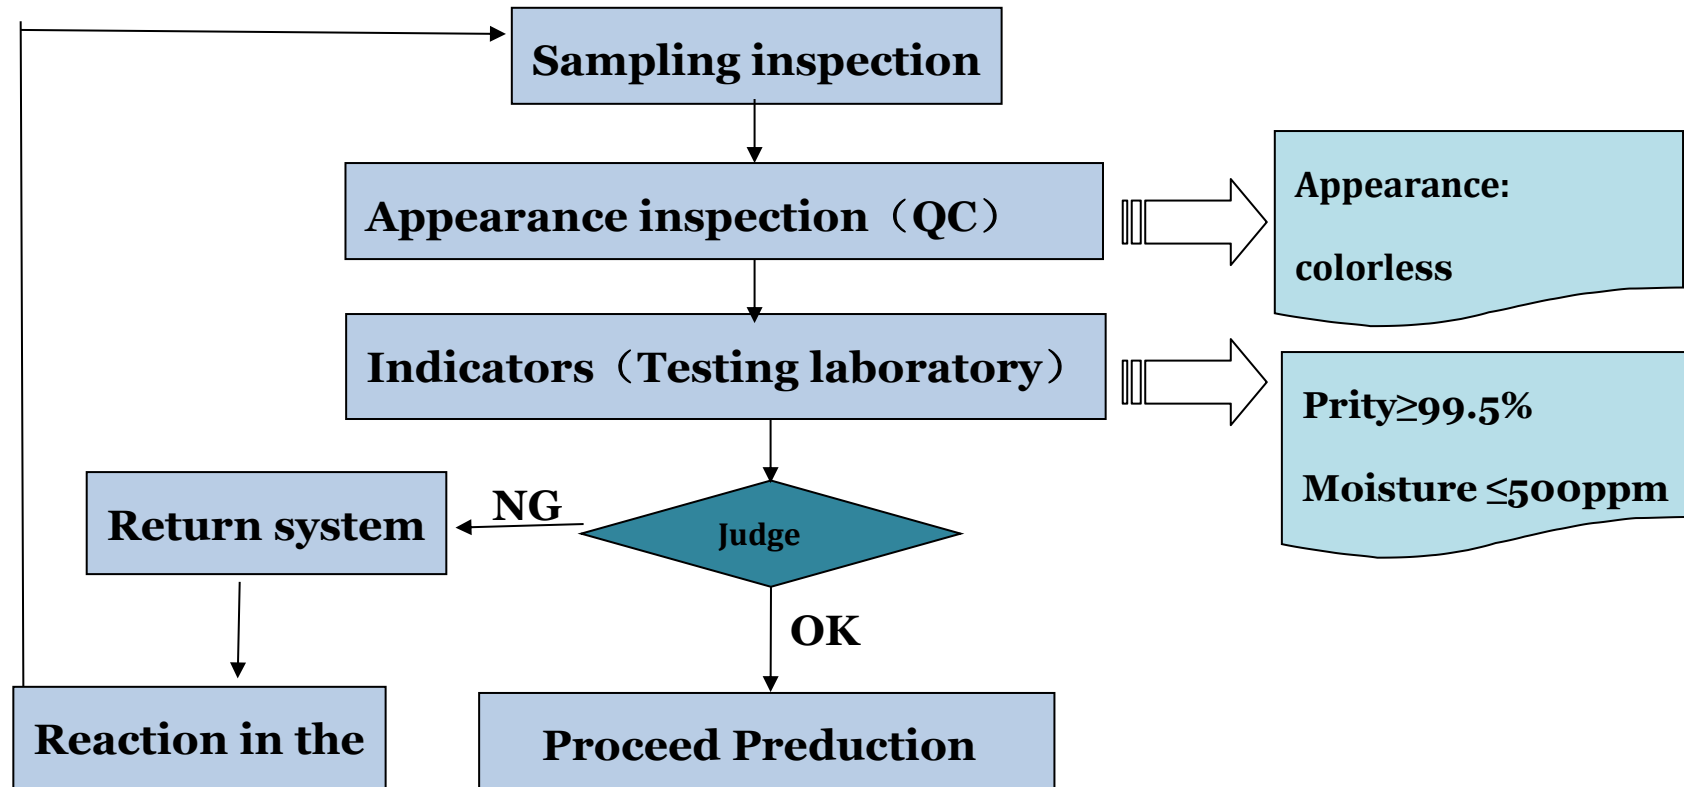 Sampling inspection
Appearance inspection（QC）
Appearance:
colorless
Indicators（Testing laboratory）
Prity≥99.5%
Moisture ≤500ppm
Return system
NG
Judge
OK
Reaction in the
Proceed Preduction